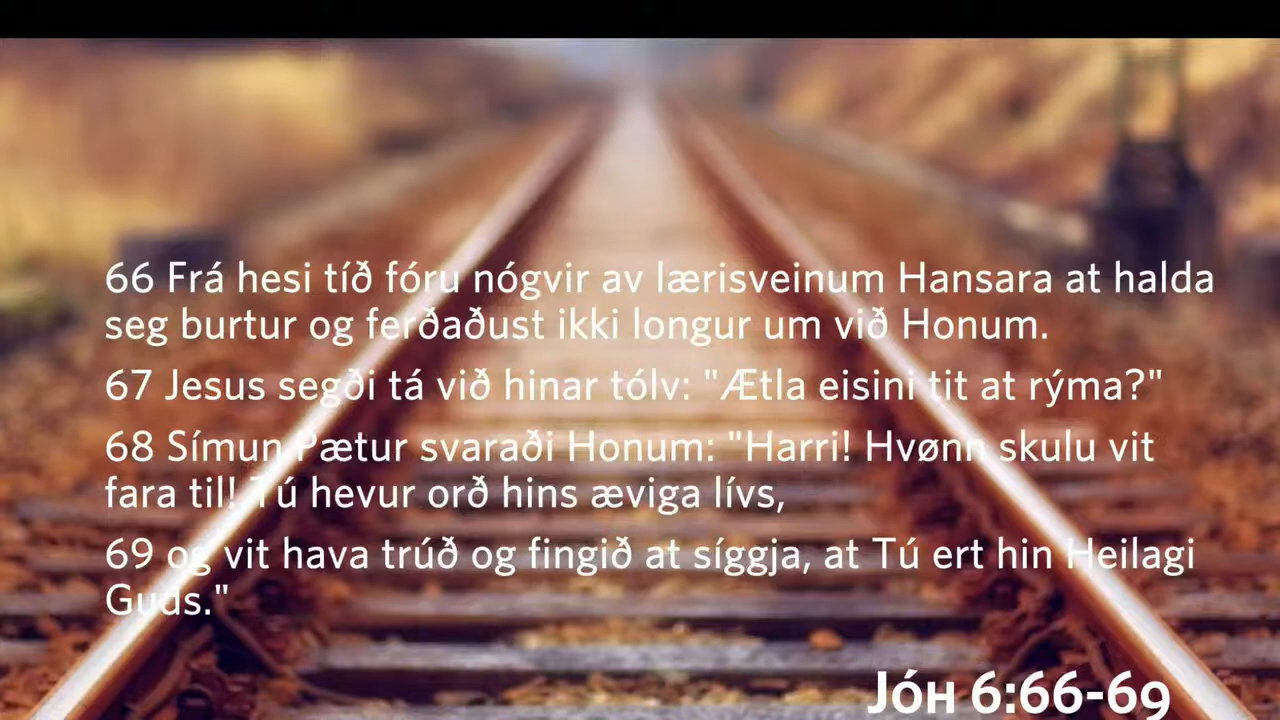 66 Frá hesi tíð fóru nógvir av lærisveinum Hansara at halda
seg burtur og ferðaðust ikki longur um við Honum.
67 Jesus segði tá við hinar tólv: "Ætla eisini tit at rýma?"
68 Símun Pætur svaraði Honum: "Harri! Hvønn skulu vit
fara til! Tú hevur orð hins æviga lívs,
69 og vit hava trúð og fingið at síggja, at Tú ert hin Heilagi
Guds."
Jóh 6:66-69